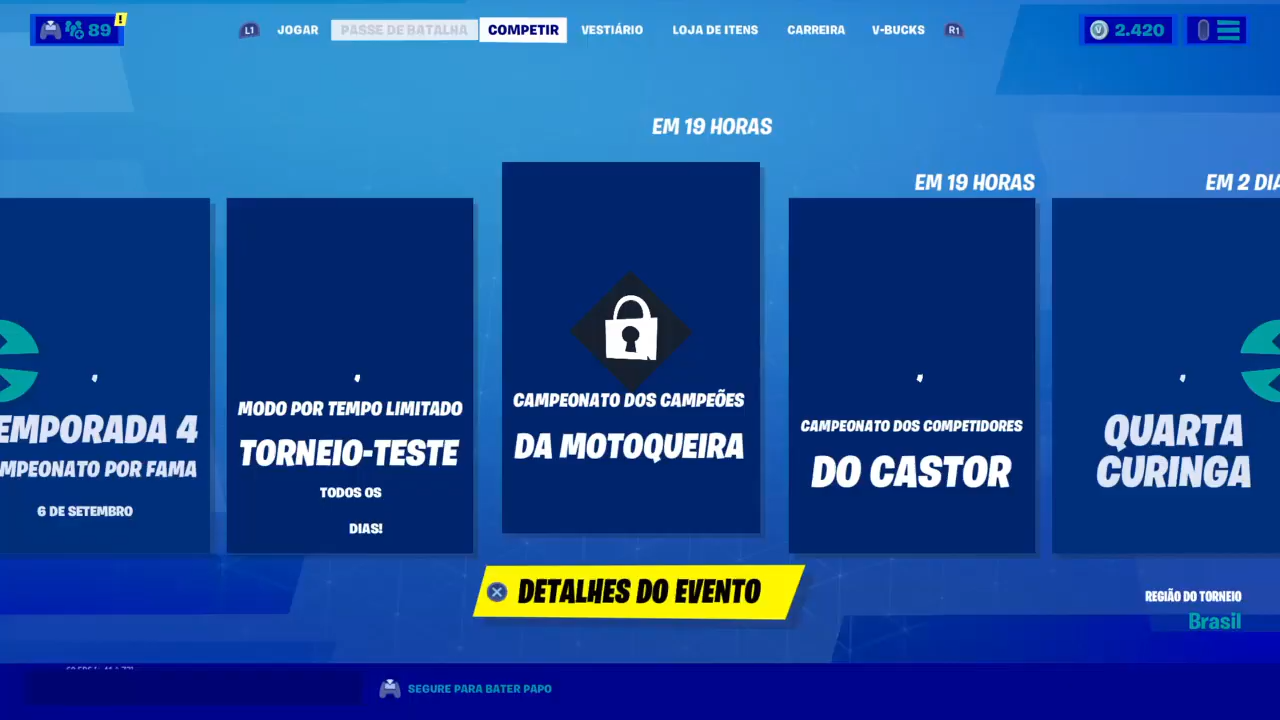 89
!
L1 JOGAR PASSE DE BATALHA COMPETIR VESTIÁRIO LOJA DE ITENS CARREIRA V-BUCKS R1
2.420
EM 19 HORAS
EM 19 HORAS
EM 2 DIA
EMPORADA 4
MPEONATO POR FAMA
6 DE SETEMBRO
MODO POR TEMPO LIMITADO
TORNEIO-TESTE
TODOS OS
DIAS!
CAMPEONATO DOS CAMPEÕES
DA MOTOQUEIRA
CAMPEONATO DOS COMPETIDORES
DO CASTOR
QUARTA
CURINGA
DETALHES DO EVENTO
REGIÃO DO TORNEIO
Brasil
SEGURE PARA BATER PAPO